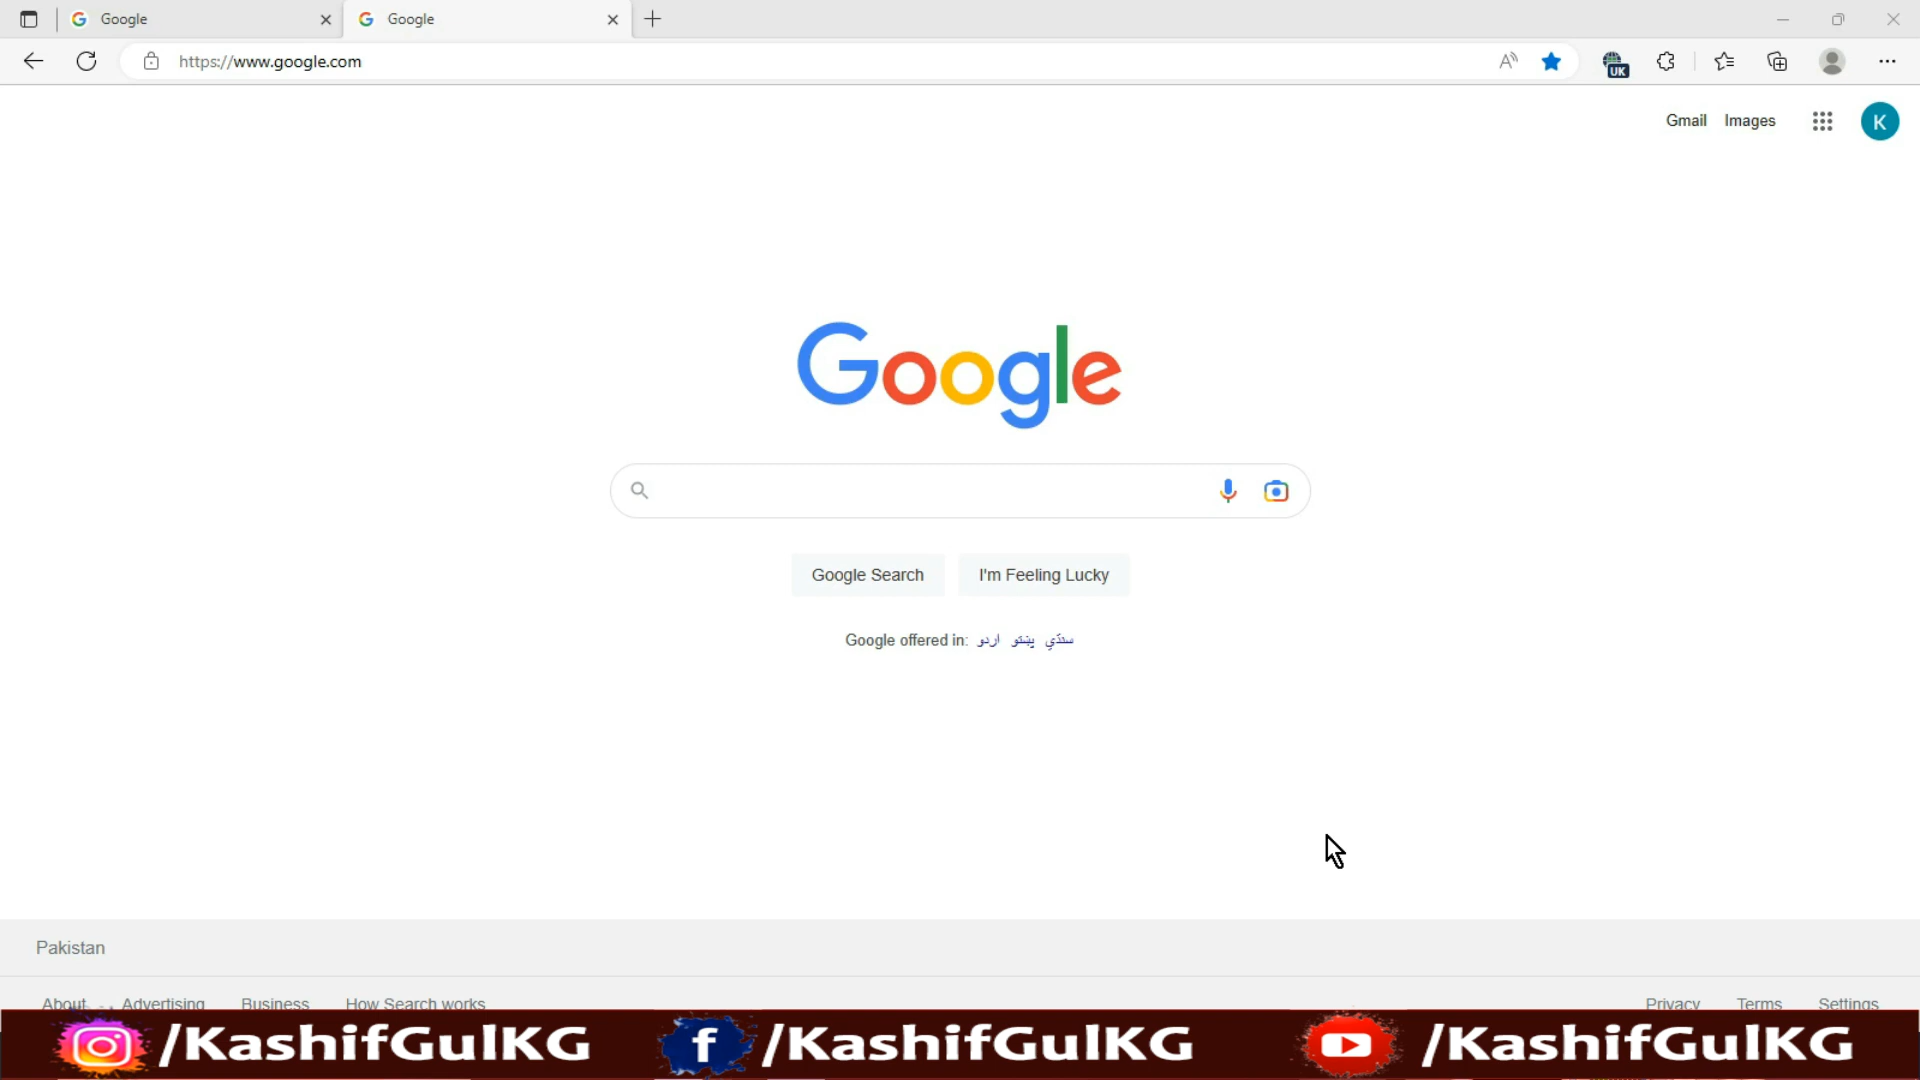 Google
Google
https://www.google.com
UK
Gmail Images
K
Google
Google Search
I'm Feeling Lucky
Google offered in: اردو پښتو سنڌي
Pakistan
About Advertising Business How Search works
Privacy Terms Settings
/KashifGulKG
/KashifGulKG
/KashifGulKG